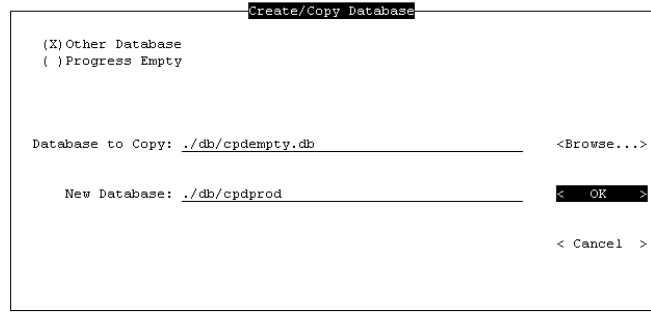 Create/Copy Database
(X)Other Database
( )Progress Empty
Database to Copy: ./db/cpdempty.db <Browse...>
New Database: ./db/cpdprod < OK >
< Cancel >